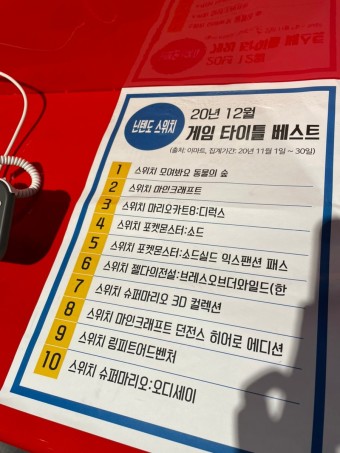 닌텐도 스위치
20년 12월
게임 타이틀 베스트
(출처: 이마트, 집계기간: 20년 11월 1일 ~ 30일)
1 스위치 모여봐요 동물의 숲
2 스위치 마인크래프트
3 스위치 마리오카트8:디럭스
4 스위치 포켓몬스터:소드
5 스위치 포켓몬스터:소드실드 익스팬션 패스
6 스위치 젤다의전설:브레스오브더와일드(한
7 스위치 슈퍼마리오 3D 컬렉션
8 스위치 마인크래프트 던전스 히어로 에디션
9 스위치 링피트어드벤처
10 스위치 슈퍼마리오:오디세이